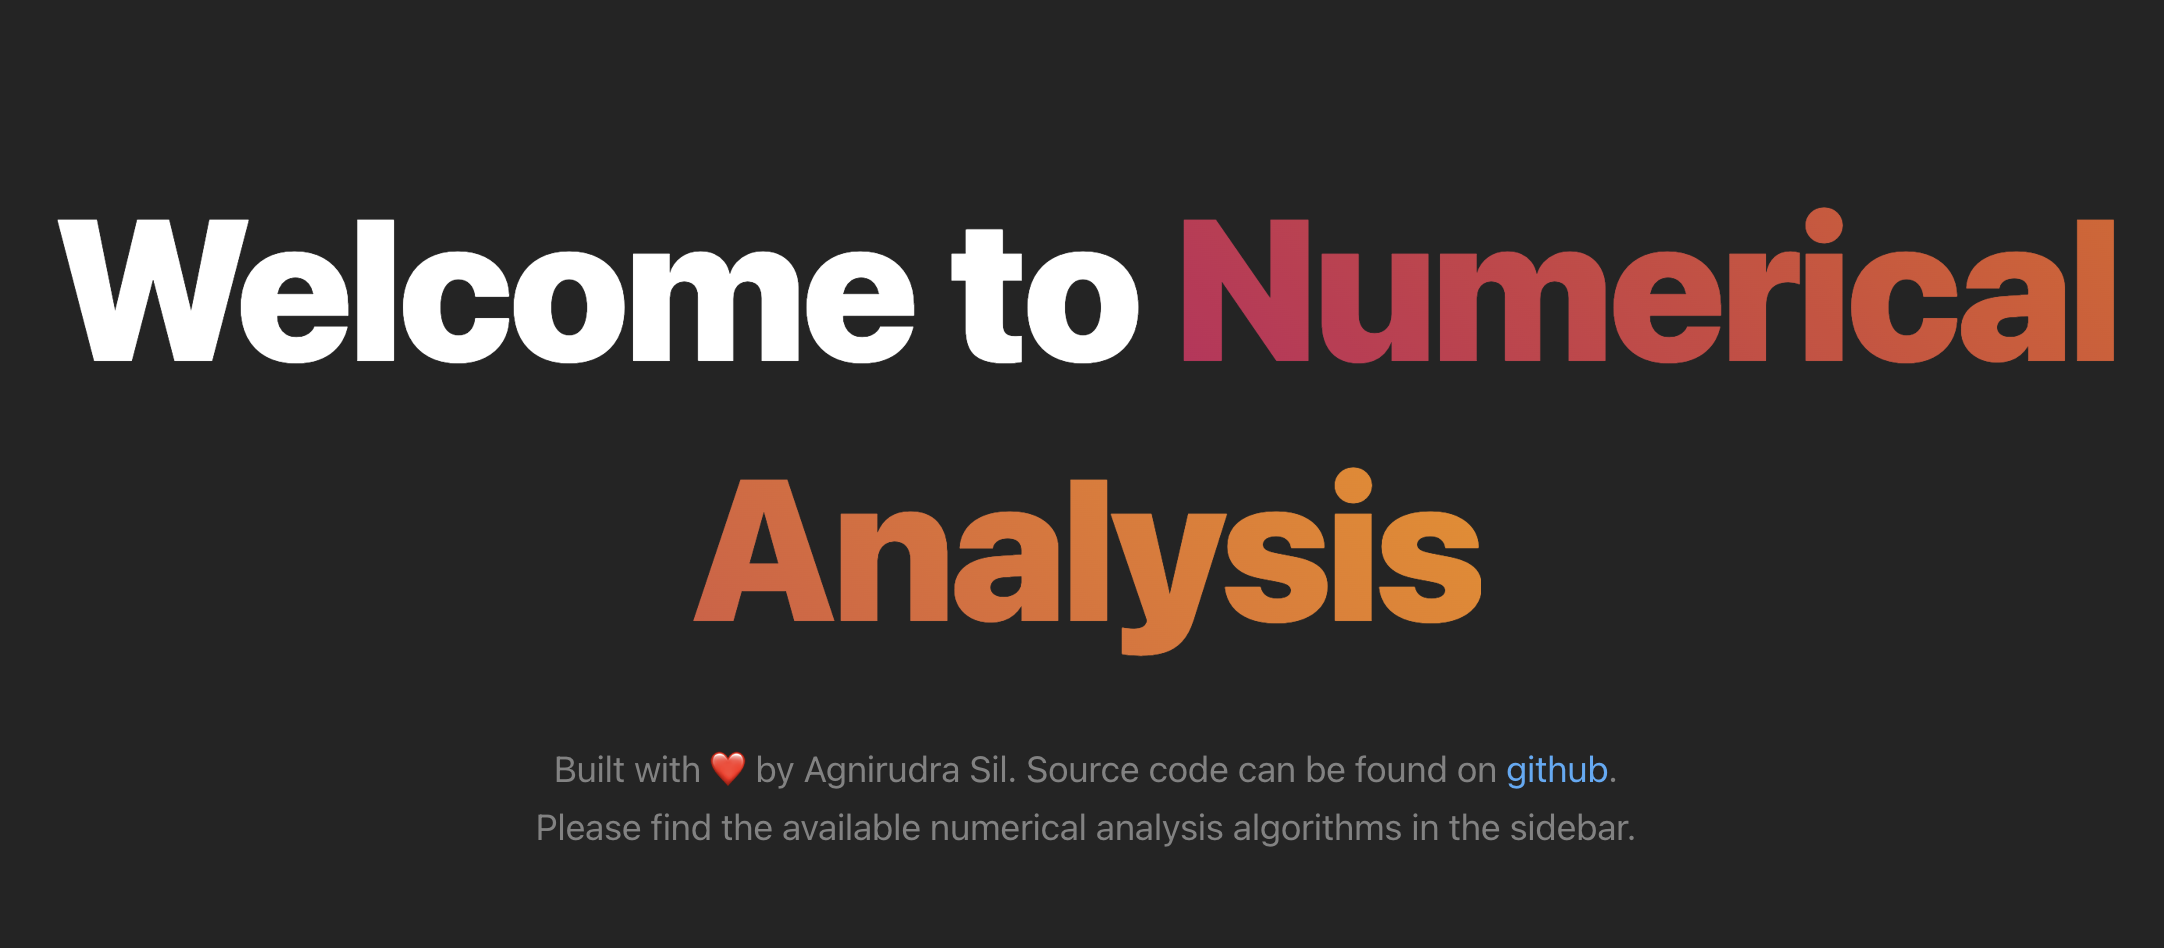 Welcome to Numerical
Analysis
Built with ❤️ by Agnirudra Sil. Source code can be found on github.
Please find the available numerical analysis algorithms in the sidebar.